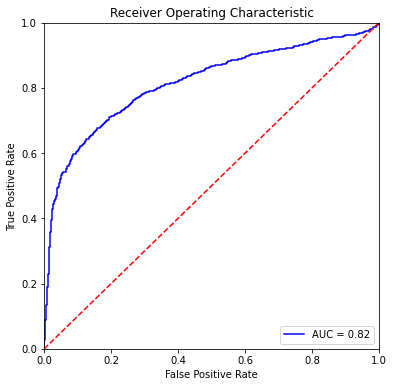 Receiver Operating Characteristic
1.0
0.8
0.6
0.4
0.2
0.0
True Positive Rate
AUC = 0.82
0.0 0.2 0.4 0.6 0.8 1.0
False Positive Rate